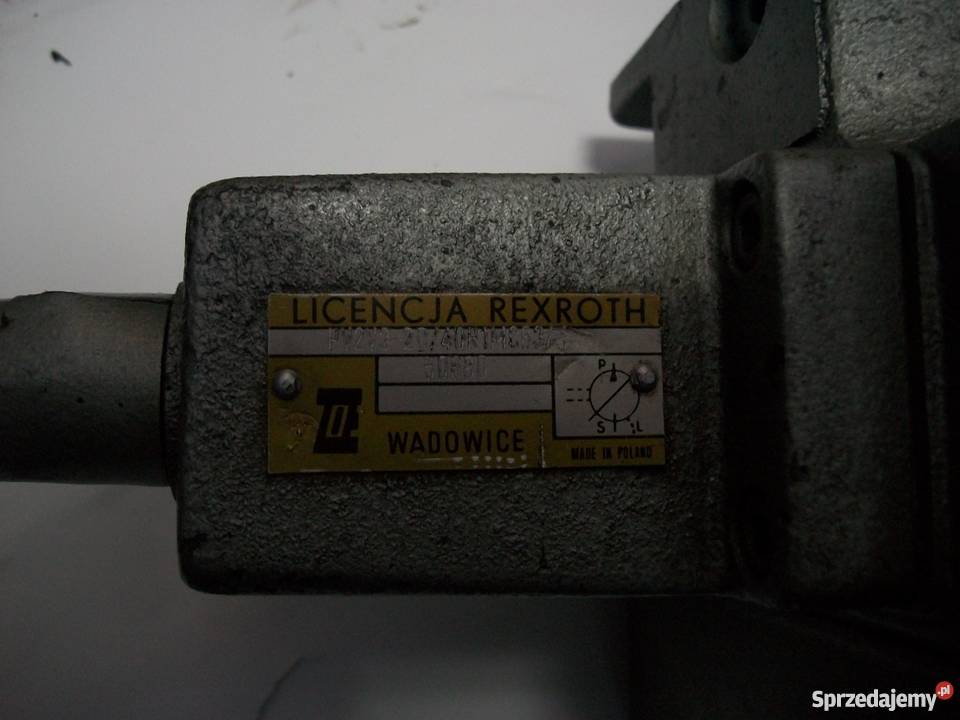 LICENCJA REXROTH
P
S L
WADOWICE
MADE IN POLAND
Sprzedajemy.pl